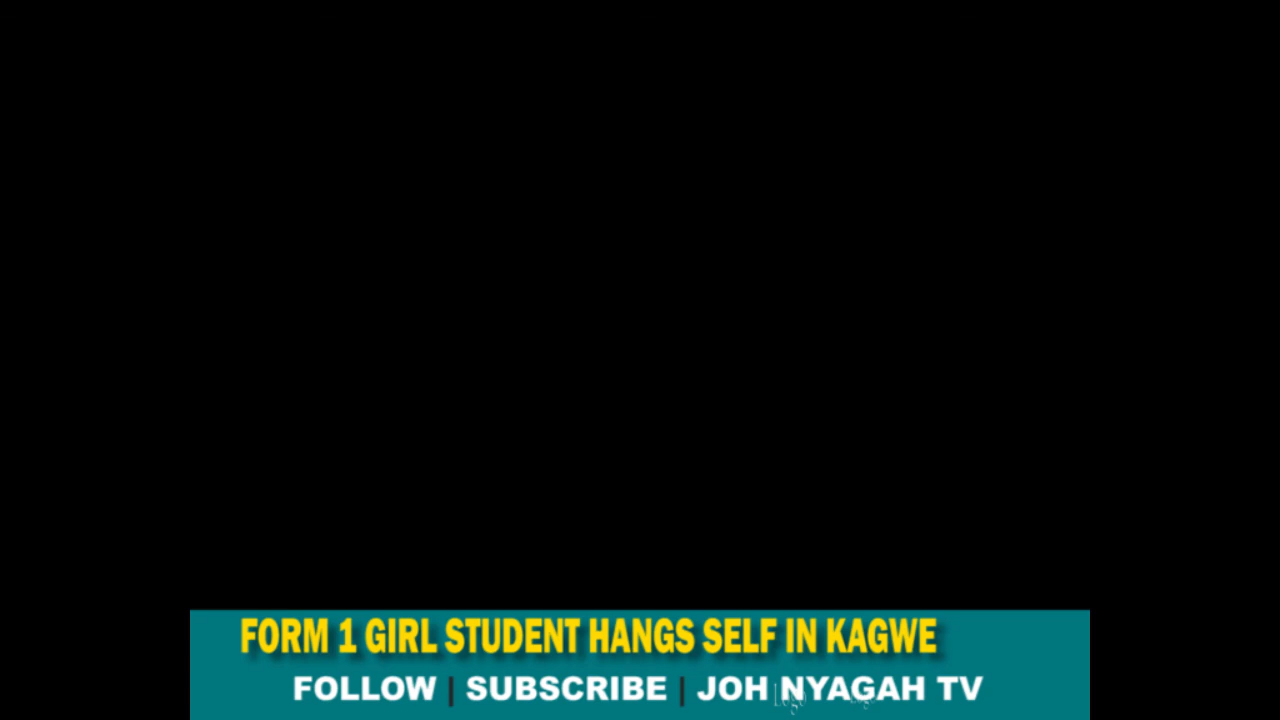 FORM 1 GIRL STUDENT HANGS SELF IN KAGWE
FOLLOW | SUBSCRIBE | JOH NYAGAH TV